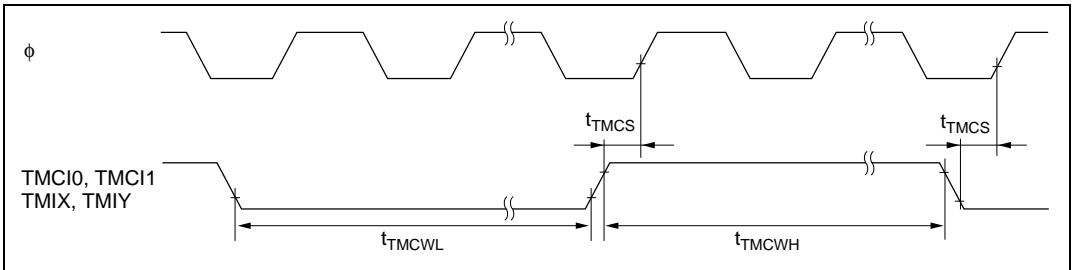 ϕ
tTMCS
tTMCS
TMCI0, TMCI1
TMIX, TMIY
tTMCWL
tTMCWH